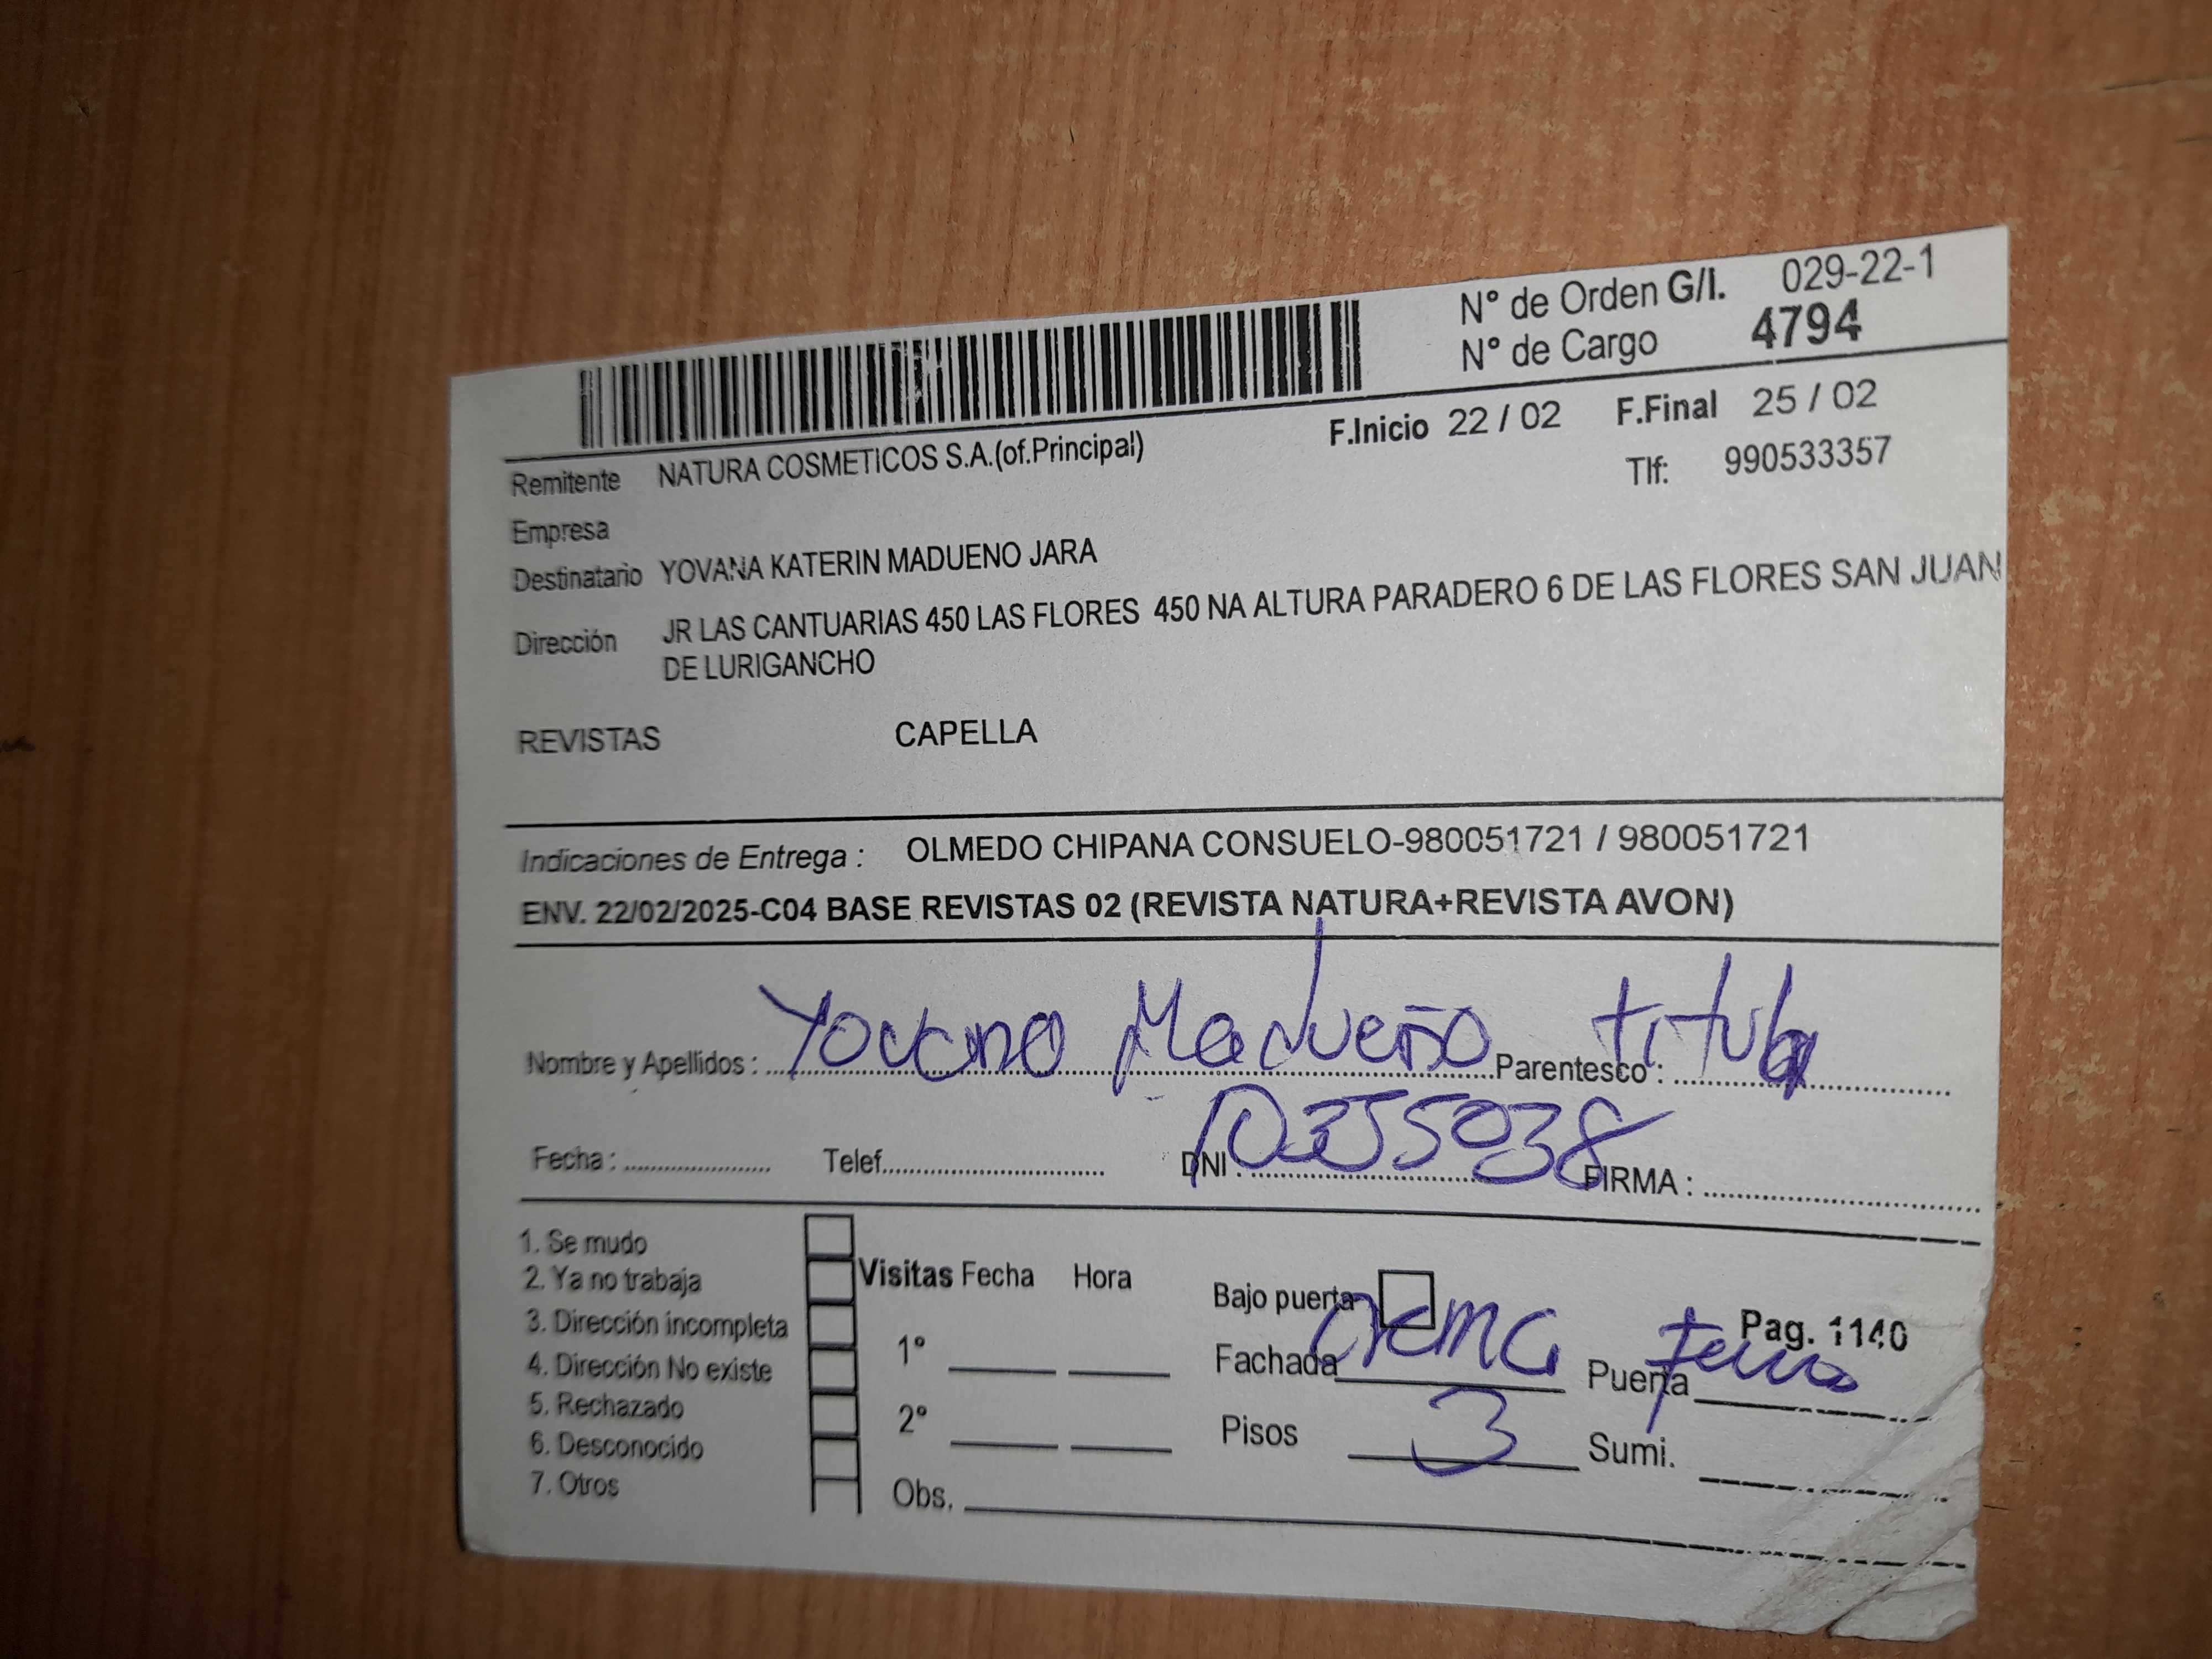 N° de Orden G/I. 029-22-1
N° de Cargo 4794
F.Inicio 22 / 02 F.Final 25 / 02
Remitente NATURA COSMETICOS S.A.(of.Principal) Tlf: 990533357
Empresa
Destinatario YOVANA KATERIN MADUENO JARA
Dirección JR LAS CANTUARIAS 450 LAS FLORES 450 NA ALTURA PARADERO 6 DE LAS FLORES SAN JUAN
DE LURIGANCHO
REVISTAS CAPELLA
Indicaciones de Entrega : OLMEDO CHIPANA CONSUELO-980051721 / 980051721
ENV. 22/02/2025-C04 BASE REVISTAS 02 (REVISTA NATURA+REVISTA AVON)
Nombre y Apellidos : Yovana Madueño Parentesco :
Fecha : Telef. DNI : FIRMA :
1. Se mudo
2. Ya no trabaja
3. Dirección incompleta
4. Dirección No existe
5. Rechazado
6. Desconocido
7. Otros
Visitas Fecha Hora
1°
2°
Obs.
Bajo puerta Pag. 1140
Fachada crema Puerta
Pisos 3 Sumi.